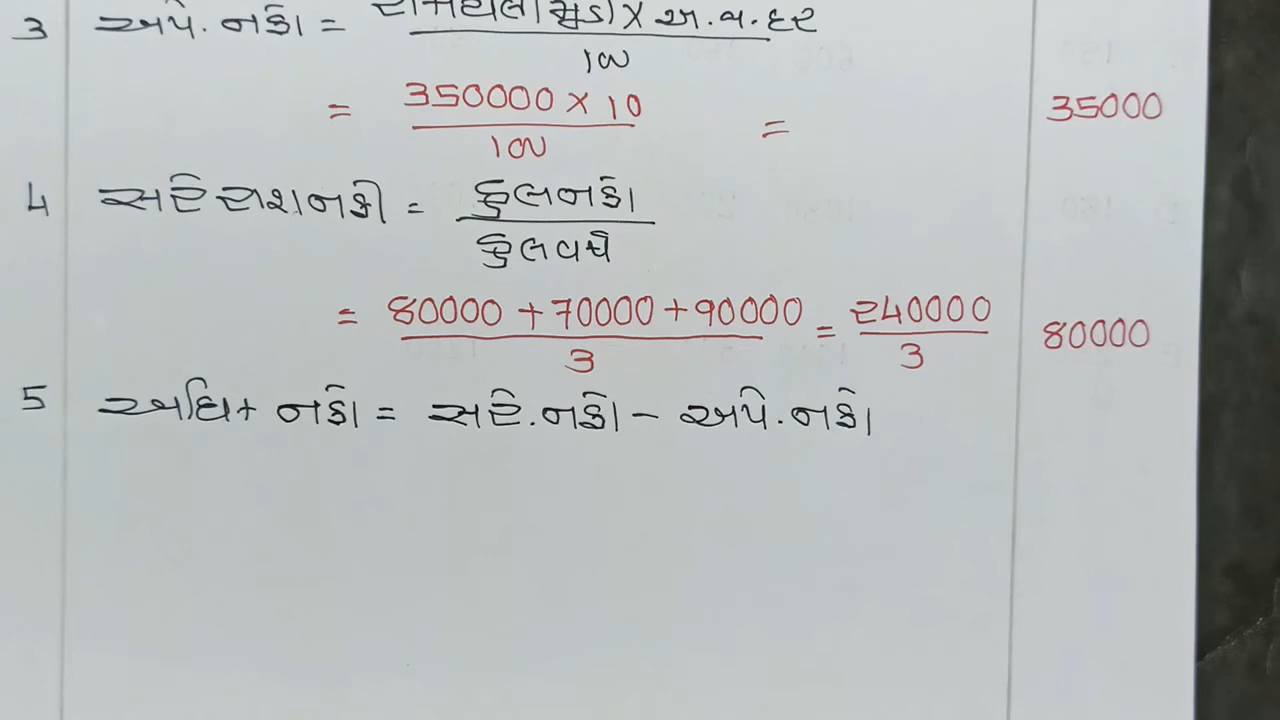 3 અપે. નફો = રોકાયેલી મુડી × અ. વ. દર
100
= 350000 × 10 = 35000
100
4 સરેરાશ નફો = કુલ નફો
કુલ વર્ષ
= 80000 + 70000 + 90000 = 240000 80000
3 3
5 અધિક નફો = સરે. નફો - અપે. નફો